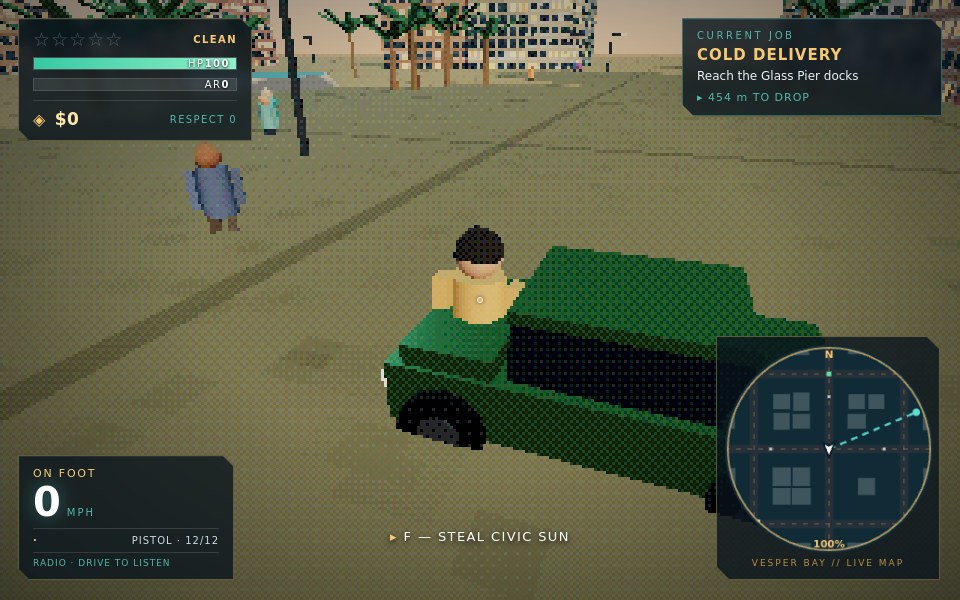 ☆☆☆☆☆ CLEAN
HP100
AR0
◈ $0 RESPECT 0
CURRENT JOB
COLD DELIVERY
Reach the Glass Pier docks
▸ 454 m TO DROP
ON FOOT
0 MPH
· PISTOL · 12/12
RADIO · DRIVE TO LISTEN
▸ F — STEAL CIVIC SUN
N
100%
VESPER BAY // LIVE MAP